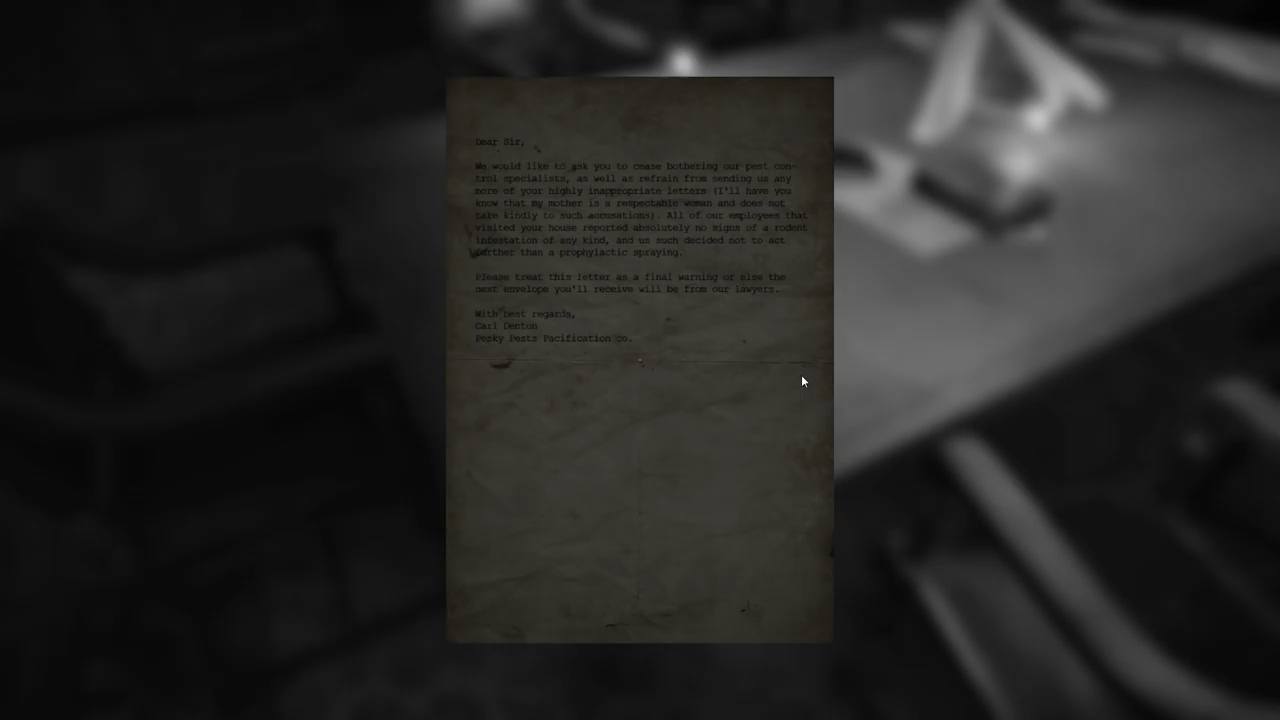 Dear Sir,
We would like to ask you to cease bothering our pest con-
trol specialists, as well as refrain from sending us any
more of your highly inappropriate letters (I'll have you
know that my mother is a respectable woman and does not
take kindly to such accusations). All of our employees that
visited your house reported absolutely no signs of a rodent
infestation of any kind, and us such decided not to act
further than a prophylactic spraying.
Please treat this letter as a final warning or else the
next envelope you'll receive will be from our lawyers.
With best regards,
Carl Denton
Pesky Pests Pacification co.